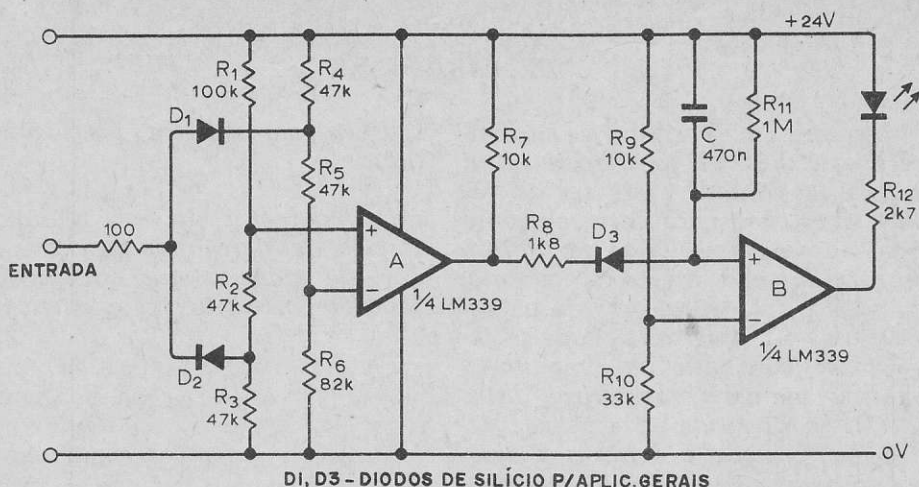 +24V
R1
100k
R4
47k
D1
R5
47k
R7
10k
R9
10k
C
470n
R11
1M
R12
2k7
100
ENTRADA
R8
1k8
D3
+
A
−
1/4 LM339
+
B
−
1/4 LM339
R2
47k
D2
R3
47k
R6
82k
R10
33k
0V
D1, D3 - DIODOS DE SILÍCIO P/APLIC. GERAIS